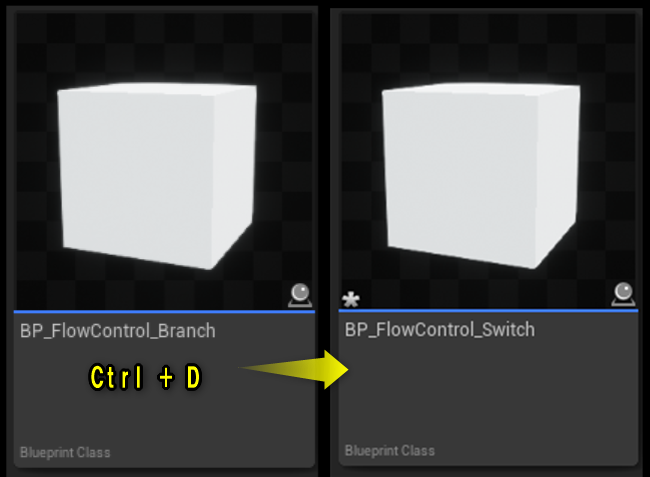 BP_FlowControl_Branch
Ctrl + D
Blueprint Class
BP_FlowControl_Switch
Blueprint Class